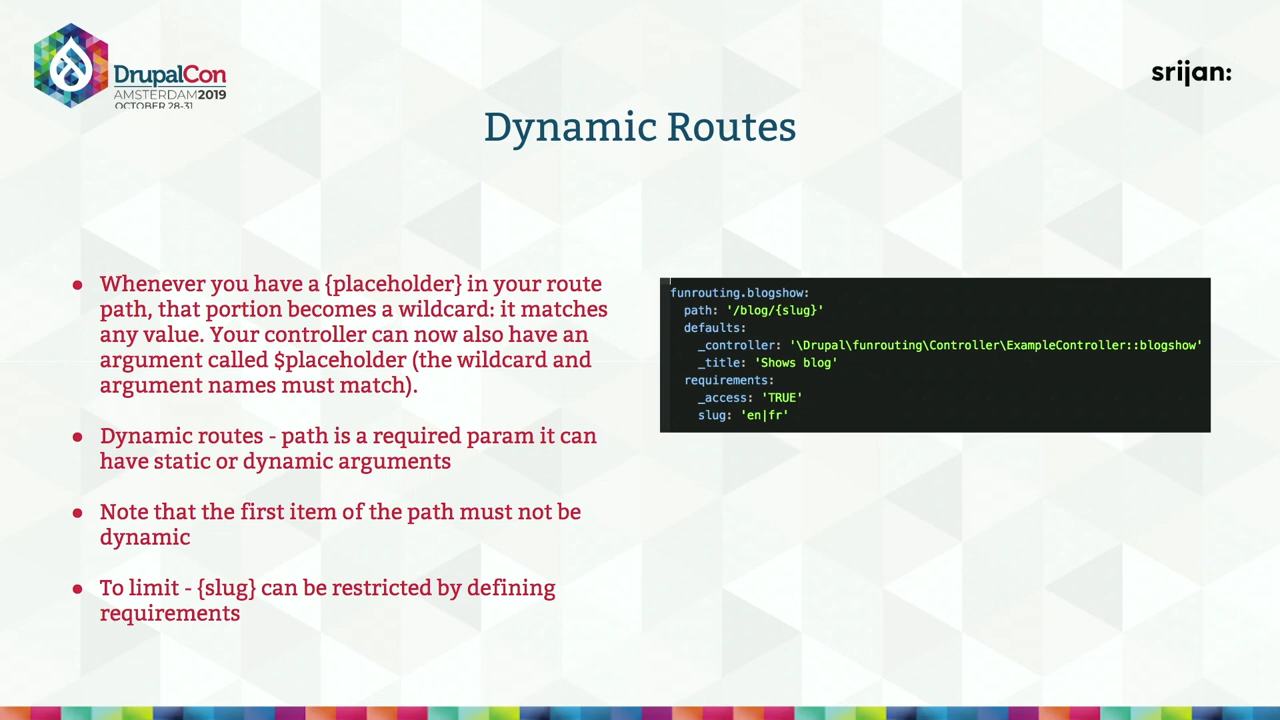 DrupalCon
AMSTERDAM2019
OCTOBER 28-31
srijan:
Dynamic Routes
● Whenever you have a {placeholder} in your route
path, that portion becomes a wildcard: it matches
any value. Your controller can now also have an
argument called $placeholder (the wildcard and
argument names must match).
● Dynamic routes - path is a required param it can
have static or dynamic arguments
● Note that the first item of the path must not be
dynamic
● To limit - {slug} can be restricted by defining
requirements
funrouting.blogshow:
  path: '/blog/{slug}'
  defaults:
    _controller: '\Drupal\funrouting\Controller\ExampleController::blogshow'
    _title: 'Shows blog'
  requirements:
    _access: 'TRUE'
    slug: 'en|fr'